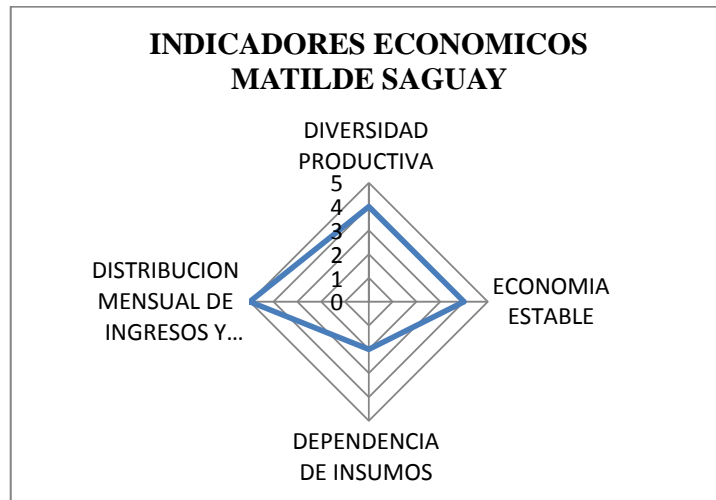 INDICADORES ECONOMICOS
MATILDE SAGUAY
DIVERSIDAD
PRODUCTIVA
5
4
3
2
1
0
DISTRIBUCION
MENSUAL DE
INGRESOS Y…
ECONOMIA
ESTABLE
DEPENDENCIA
DE INSUMOS